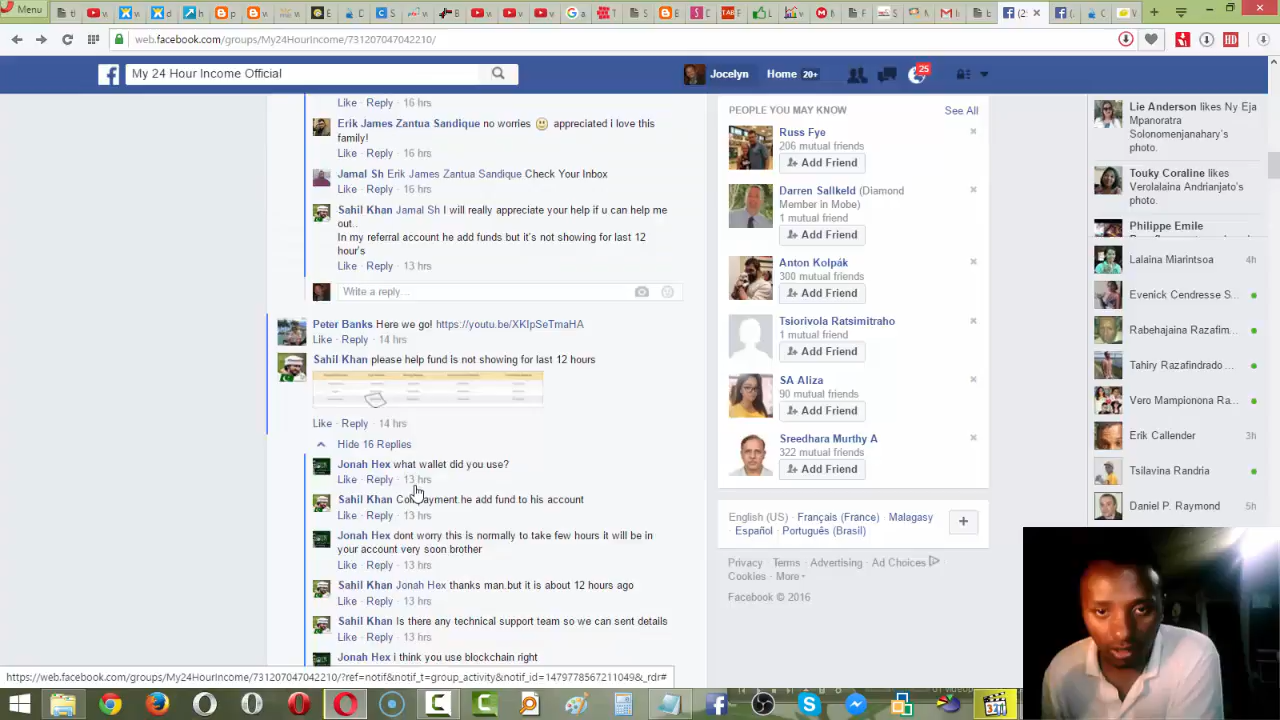 Menu
web.facebook.com/groups/My24HourIncome/731207047042210/
My 24 Hour Income Official
Jocelyn
Home 20+
25
Like · Reply · 16 hrs
Erik James Zantua Sandique no worries appreciated i love this
family!
Like · Reply · 16 hrs
Jamal Sh Erik James Zantua Sandique Check Your Inbox
Like · Reply · 16 hrs
Sahil Khan Jamal Sh I will really appreciate your help if u can help me
out..
In my referral account he add funds but it's not showing for last 12
hour's
Like · Reply · 13 hrs
Write a reply...
Peter Banks Here we go! https://youtu.be/XKIpSeTmaHA
Like · Reply · 14 hrs
Sahil Khan please help fund is not showing for last 12 hours
Like · Reply · 14 hrs
Hide 16 Replies
Jonah Hex what wallet did you use?
Like · Reply · 13 hrs
Sahil Khan he add fund to his account
Like · Reply · 13 hrs
Jonah Hex dont worry this is normally to take few hours it will be in
your account very soon brother
Like · Reply · 13 hrs
Sahil Khan Jonah Hex thanks man.but it is about 12 hours ago
Like · Reply · 13 hrs
Sahil Khan Is there any technical support team so we can sent details
Like · Reply · 13 hrs
Jonah Hex i think you use blockchain right
https://web.facebook.com/groups/My24HourIncome/731207047042210/?ref=notif&notif_t=group_activity&notif_id=1479778567211049&_rdr#
PEOPLE YOU MAY KNOW
See All
Russ Fye
206 mutual friends
Add Friend
Darren Sallkeld (Diamond
Member in Mobe)
1 mutual friend
Add Friend
Anton Kolpák
300 mutual friends
Add Friend
Tsiorivola Ratsimitraho
1 mutual friend
Add Friend
SA Aliza
90 mutual friends
Add Friend
Sreedhara Murthy A
322 mutual friends
Add Friend
English (US) · Français (France) · Malagasy
· Español · Português (Brasil)
Privacy · Terms · Advertising · Ad Choices
Cookies · More
Facebook © 2016
Lie Anderson likes Ny Eja
Mpanoratra
Solonomenjanahary's
photo.
Touky Coraline likes
Verolalaina Andrianjato's
photo.
Philippe Emile
Lalaina Miarintsoa 4h
Evenick Cendresse S...
Rabehajaina Razafim...
Tahiry Razafindrado ...
Vero Mampionona Ra...
Erik Callender 3h
Tsilavina Randria
Daniel P. Raymond 5h